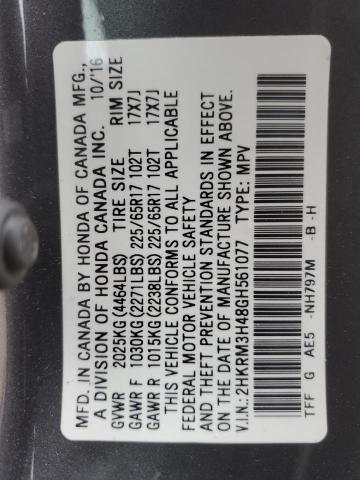 MFD. IN CANADA BY HONDA OF CANADA MFG.,
A DIVISION OF HONDA CANADA INC. 10/'16
GVWR 2025KG(4464LBS) TIRE SIZE RIM SIZE
GAWR F 1030KG(2271LBS) 225/65R17 102T 17X7J
GAWR R 1015KG(2238LBS) 225/65R17 102T 17X7J
THIS VEHICLE CONFORMS TO ALL APPLICABLE
FEDERAL MOTOR VEHICLE SAFETY, BUMPER,
AND THEFT PREVENTION STANDARDS IN EFFECT
ON THE DATE OF MANUFACTURE SHOWN ABOVE.
V.I.N.: 2HKRM3H48GH561077 TYPE: MPV
TFF G AE5 -NH797M -B -H